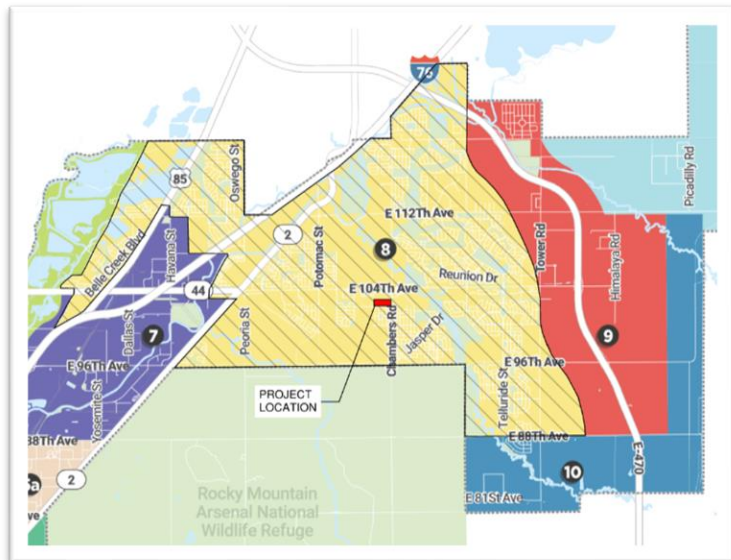 76
Picadilly Rd
Oswego St
85
E 112Th Ave
2
Potomac St
Tower Rd
Himalaya Rd
Belle Creek Blvd
Havana St
8
Reunion Dr
44
E 104Th Ave
Chambers Rd
Jasper Dr
Peoria St
9
Dallas St
7
E 96Th Ave
E 96Th Ave
PROJECT
LOCATION
Telluride St
Yosemite St
88Th Ave
E 88Th Ave
E-470
2
10
E 81St Ave
Rocky Mountain
Arsenal National
Wildlife Refuge